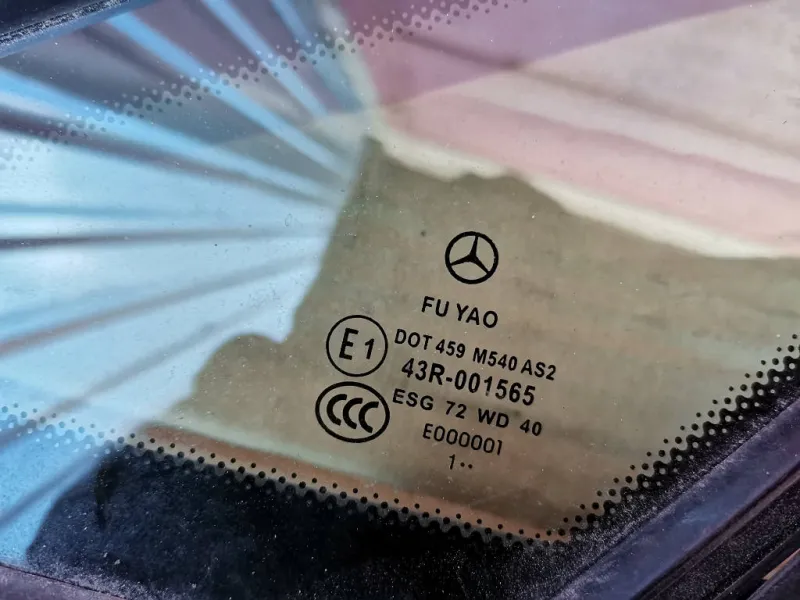 FU YAO
E1
DOT 459 M540 AS2
43R-001565
CCC
ESG 72 WD 40
E000001
1··